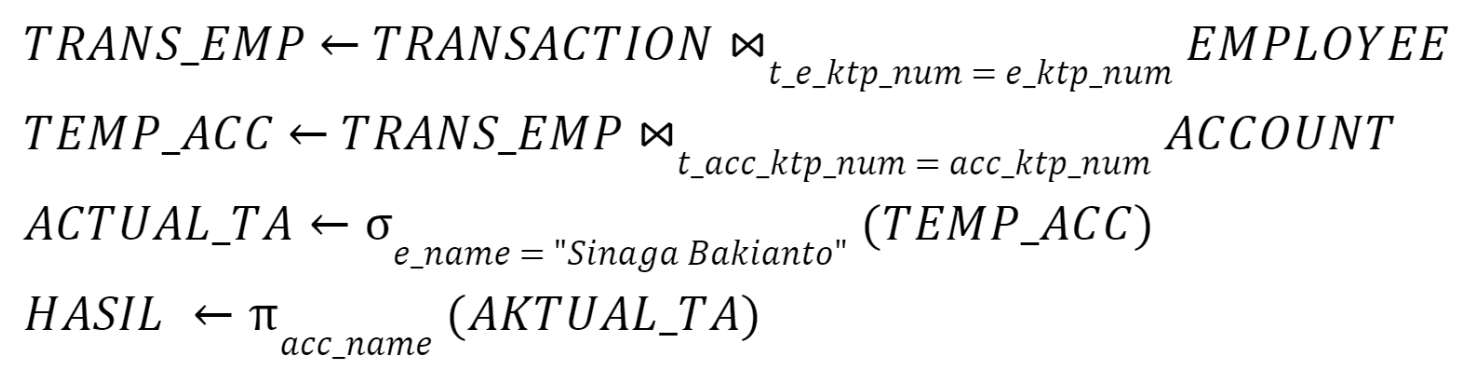 TRANS_EMP ← TRANSACTION ⋈ t_e_ktp_num = e_ktp_num EMPLOYEE
TEMP_ACC ← TRANS_EMP ⋈ t_acc_ktp_num = acc_ktp_num ACCOUNT
ACTUAL_TA ← σ e_name = "Sinaga Bakianto" (TEMP_ACC)
HASIL ← π acc_name (AKTUAL_TA)